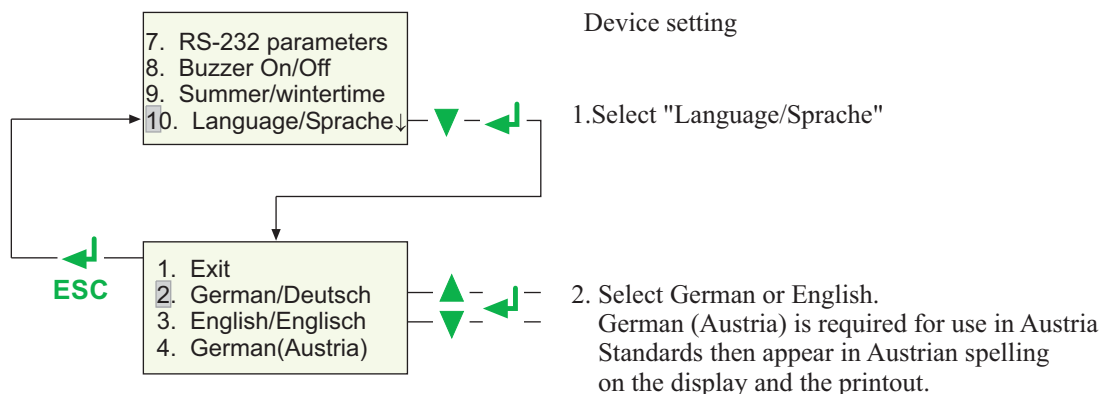 Device setting
7. RS-232 parameters
8. Buzzer On/Off
9. Summer/wintertime
10. Language/Sprache↓
1.Select "Language/Sprache"
ESC
1. Exit
2. German/Deutsch
3. English/Englisch
4. German(Austria)
2. Select German or English.
German (Austria) is required for use in Austria
Standards then appear in Austrian spelling
on the display and the printout.